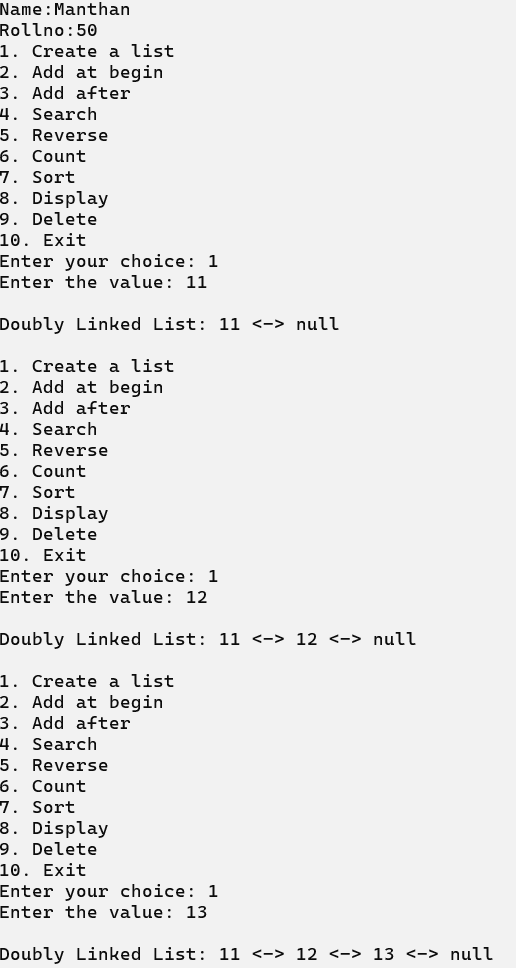 Name:Manthan
Rollno:50
1. Create a list
2. Add at begin
3. Add after
4. Search
5. Reverse
6. Count
7. Sort
8. Display
9. Delete
10. Exit
Enter your choice: 1
Enter the value: 11
Doubly Linked List: 11 <-> null
1. Create a list
2. Add at begin
3. Add after
4. Search
5. Reverse
6. Count
7. Sort
8. Display
9. Delete
10. Exit
Enter your choice: 1
Enter the value: 12
Doubly Linked List: 11 <-> 12 <-> null
1. Create a list
2. Add at begin
3. Add after
4. Search
5. Reverse
6. Count
7. Sort
8. Display
9. Delete
10. Exit
Enter your choice: 1
Enter the value: 13
Doubly Linked List: 11 <-> 12 <-> 13 <-> null